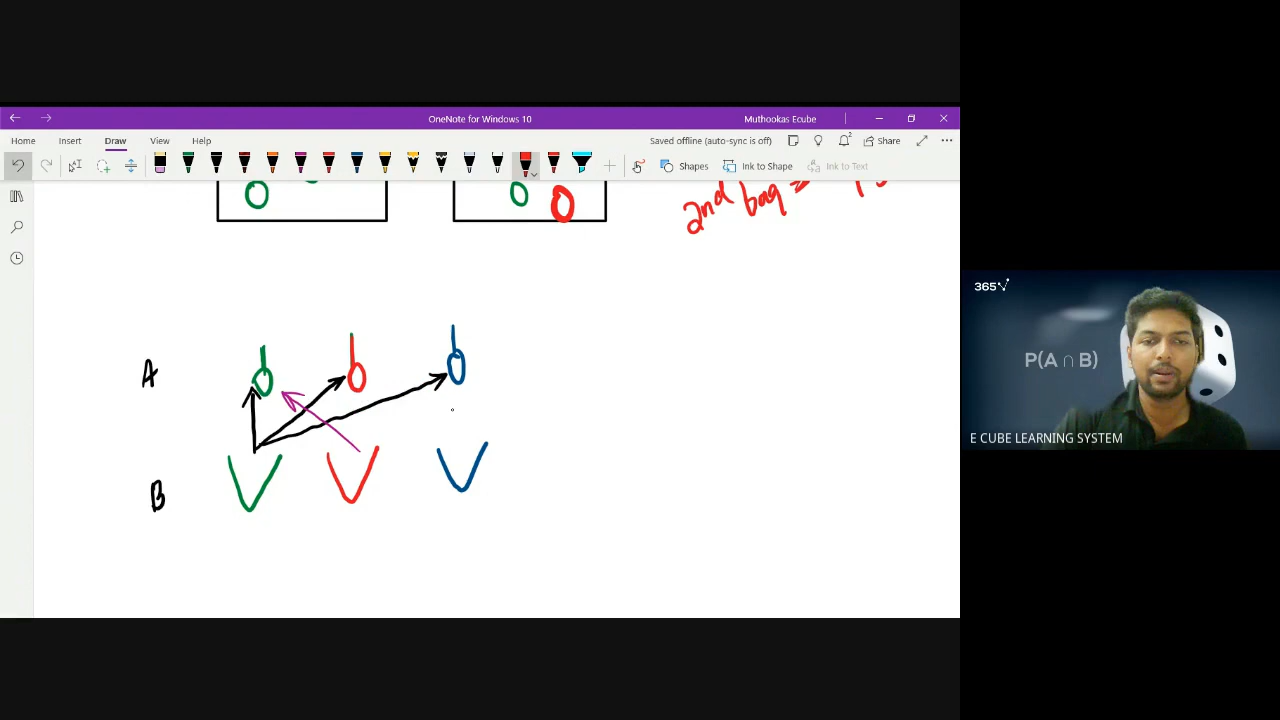 OneNote for Windows 10
Muthookas Ecube
Home Insert Draw View Help
Saved offline (auto-sync is off)
Share
Shapes
Ink to Shape
Ink to Text
2nd bag =
A
B
365
P(A ∩ B)
E CUBE LEARNING SYSTEM